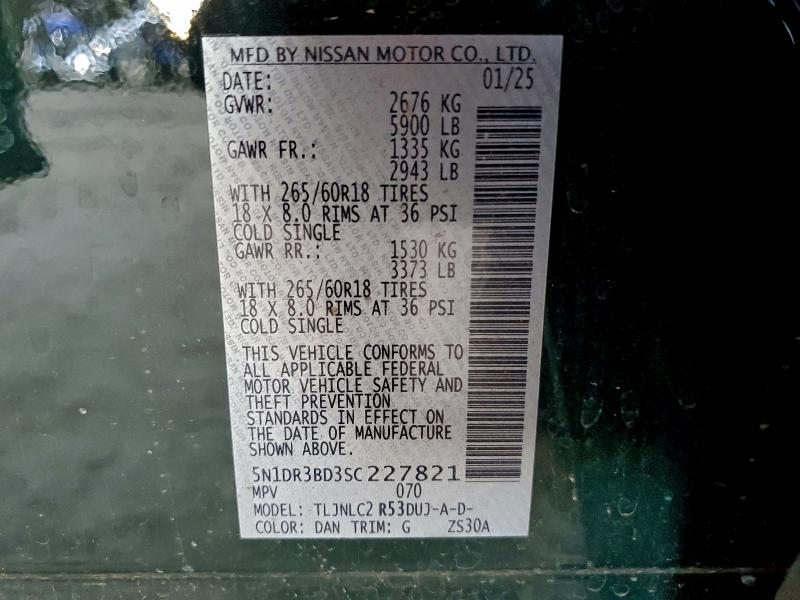 MFD BY NISSAN MOTOR CO., LTD.
DATE: 01/25
GVWR: 2676 KG
5900 LB
GAWR FR.: 1335 KG
2943 LB
WITH 265/60R18 TIRES
18 X 8.0 RIMS AT 36 PSI
COLD SINGLE
GAWR RR.: 1530 KG
3373 LB
WITH 265/60R18 TIRES
18 X 8.0 RIMS AT 36 PSI
COLD SINGLE
THIS VEHICLE CONFORMS TO
ALL APPLICABLE FEDERAL
MOTOR VEHICLE SAFETY AND
THEFT PREVENTION
STANDARDS IN EFFECT ON
THE DATE OF MANUFACTURE
SHOWN ABOVE.
5N1DR3BD3SC227821
MPV 070
MODEL: TLJNLC2 R53DUJ-A-D-
COLOR: DAN TRIM: G ZS30A